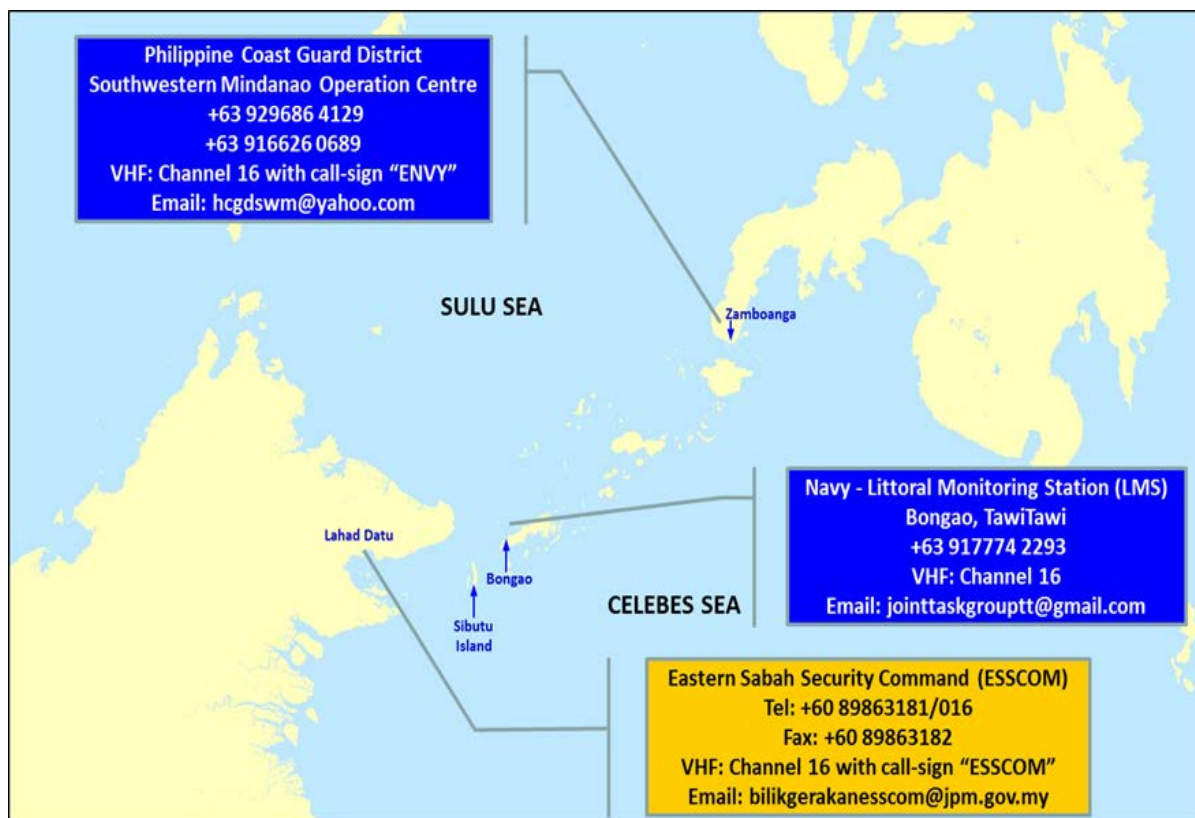 Philippine Coast Guard District
Southwestern Mindanao Operation Centre
+63 929686 4129
+63 916626 0689
VHF: Channel 16 with call-sign “ENVY”
Email: hcgdswm@yahoo.com
SULU SEA
Zamboanga
Lahad Datu
Bongao
Sibutu
Island
CELEBES SEA
Navy - Littoral Monitoring Station (LMS)
Bongao, TawiTawi
+63 917774 2293
VHF: Channel 16
Email: jointtaskgrouptt@gmail.com
Eastern Sabah Security Command (ESSCOM)
Tel: +60 89863181/016
Fax: +60 89863182
VHF: Channel 16 with call-sign “ESSCOM”
Email: bilikgerakanesscom@jpm.gov.my